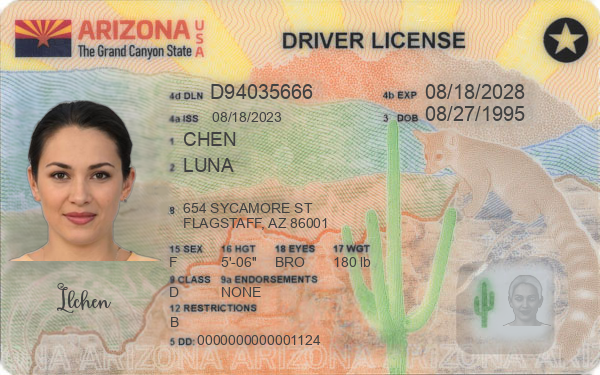 ARIZONA USA
The Grand Canyon State
DRIVER LICENSE
4d DLN D94035666 4b EXP 08/18/2028
4a ISS 08/18/2023 3 DOB 08/27/1995
1 CHEN
2 LUNA
8 654 SYCAMORE ST
FLAGSTAFF, AZ 86001
15 SEX 16 HGT 18 EYES 17 WGT
F 5'-06" BRO 180 lb
9 CLASS 9a ENDORSEMENTS
D NONE
12 RESTRICTIONS
B
Ilchen
5 DD: 0000000000001124
ARIZONA ARIZONA ARIZONA ARIZONA